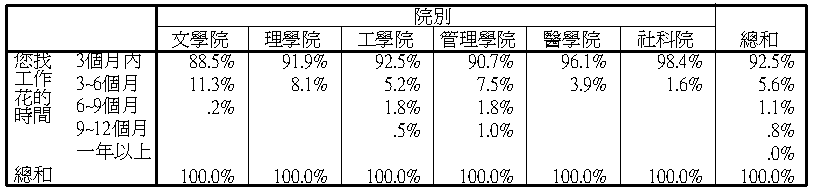 院別
文學院 理學院 工學院 管理學院 醫學院 社科院 總和
您找工作花的時間 3個月內 88.5% 91.9% 92.5% 90.7% 96.1% 98.4% 92.5%
3~6個月 11.3% 8.1% 5.2% 7.5% 3.9% 1.6% 5.6%
6~9個月 .2% 1.8% 1.8% 1.1%
9~12個月 .5% 1.0% .8%
一年以上 .0%
總和 100.0% 100.0% 100.0% 100.0% 100.0% 100.0% 100.0%